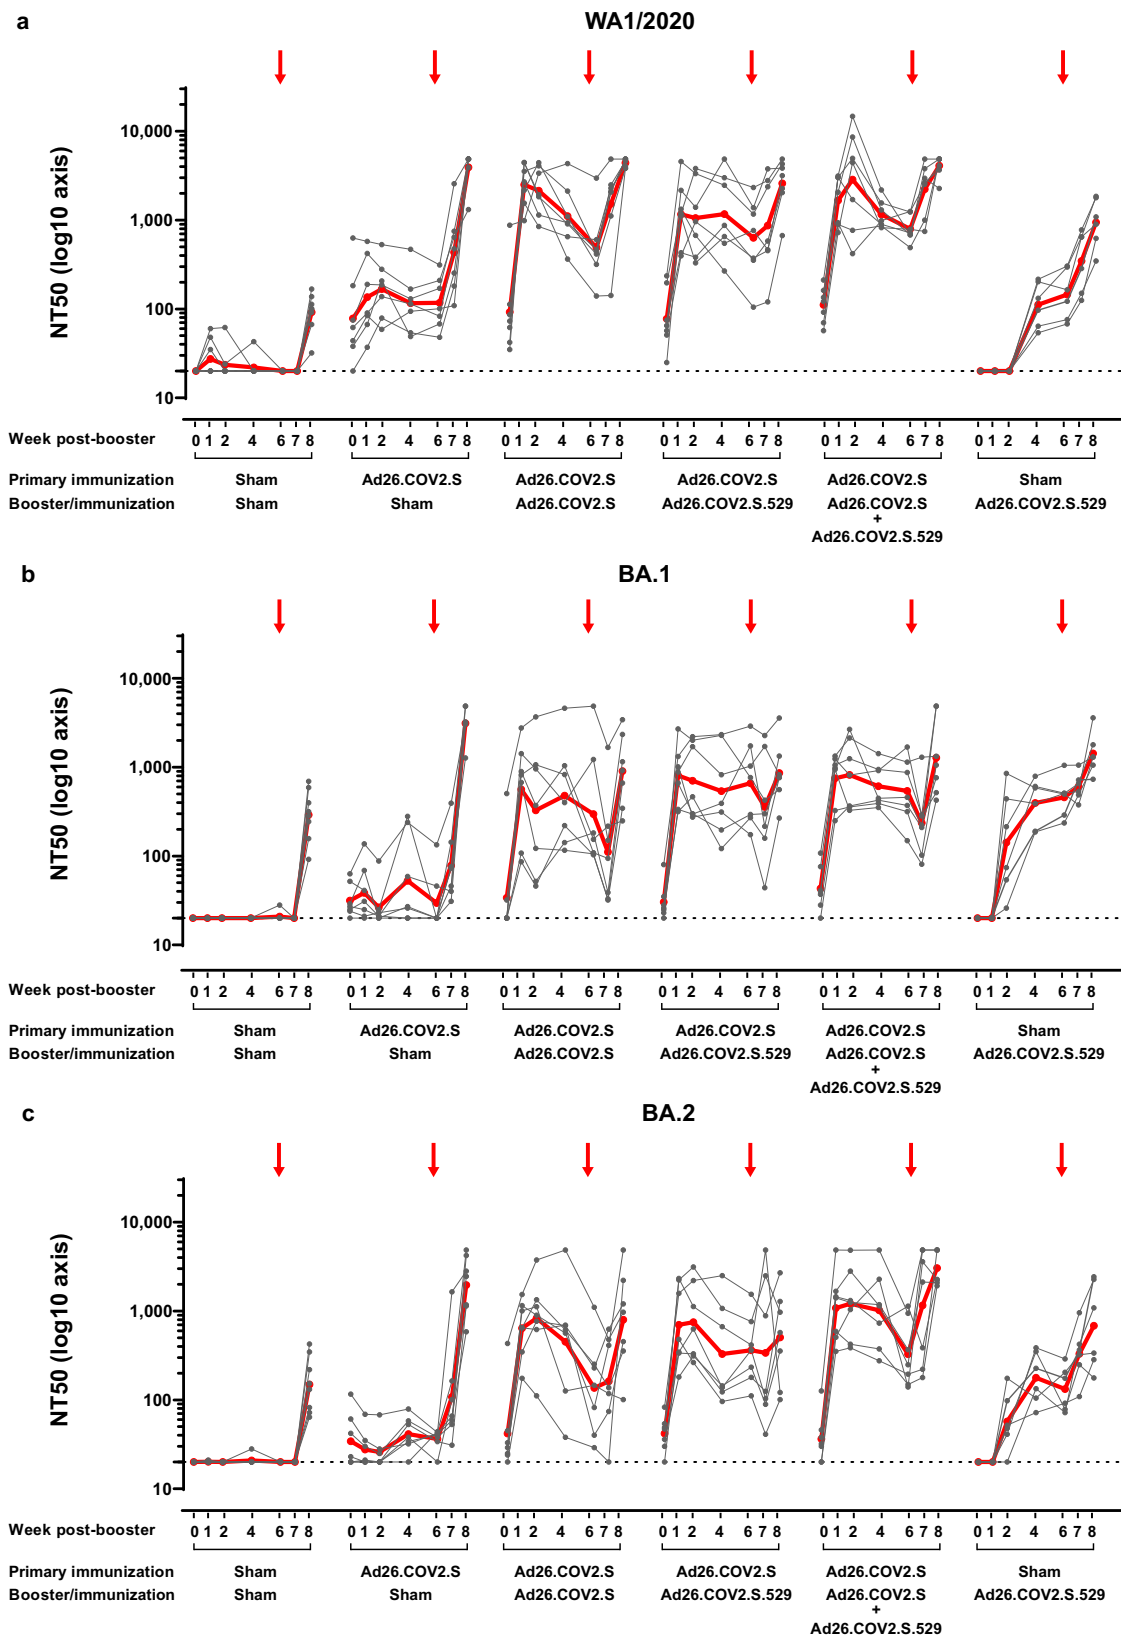 a
WA1/2020
NT50 (log10 axis)
10,000
1,000
100
10
Week post-booster 0 1 2 4 6 7 8 0 1 2 4 6 7 8 0 1 2 4 6 7 8 0 1 2 4 6 7 8 0 1 2 4 6 7 8 0 1 2 4 6 7 8
Primary immunization Sham Ad26.COV2.S Ad26.COV2.S Ad26.COV2.S Ad26.COV2.S Sham
Booster/immunization Sham Sham Ad26.COV2.S Ad26.COV2.S.529 Ad26.COV2.S Ad26.COV2.S.529
+
Ad26.COV2.S.529
b
BA.1
NT50 (log10 axis)
10,000
1,000
100
10
Week post-booster 0 1 2 4 6 7 8 0 1 2 4 6 7 8 0 1 2 4 6 7 8 0 1 2 4 6 7 8 0 1 2 4 6 7 8 0 1 2 4 6 7 8
Primary immunization Sham Ad26.COV2.S Ad26.COV2.S Ad26.COV2.S Ad26.COV2.S Sham
Booster/immunization Sham Sham Ad26.COV2.S Ad26.COV2.S.529 Ad26.COV2.S Ad26.COV2.S.529
+
Ad26.COV2.S.529
c
BA.2
NT50 (log10 axis)
10,000
1,000
100
10
Week post-booster 0 1 2 4 6 7 8 0 1 2 4 6 7 8 0 1 2 4 6 7 8 0 1 2 4 6 7 8 0 1 2 4 6 7 8 0 1 2 4 6 7 8
Primary immunization Sham Ad26.COV2.S Ad26.COV2.S Ad26.COV2.S Ad26.COV2.S Sham
Booster/immunization Sham Sham Ad26.COV2.S Ad26.COV2.S.529 Ad26.COV2.S Ad26.COV2.S.529
+
Ad26.COV2.S.529